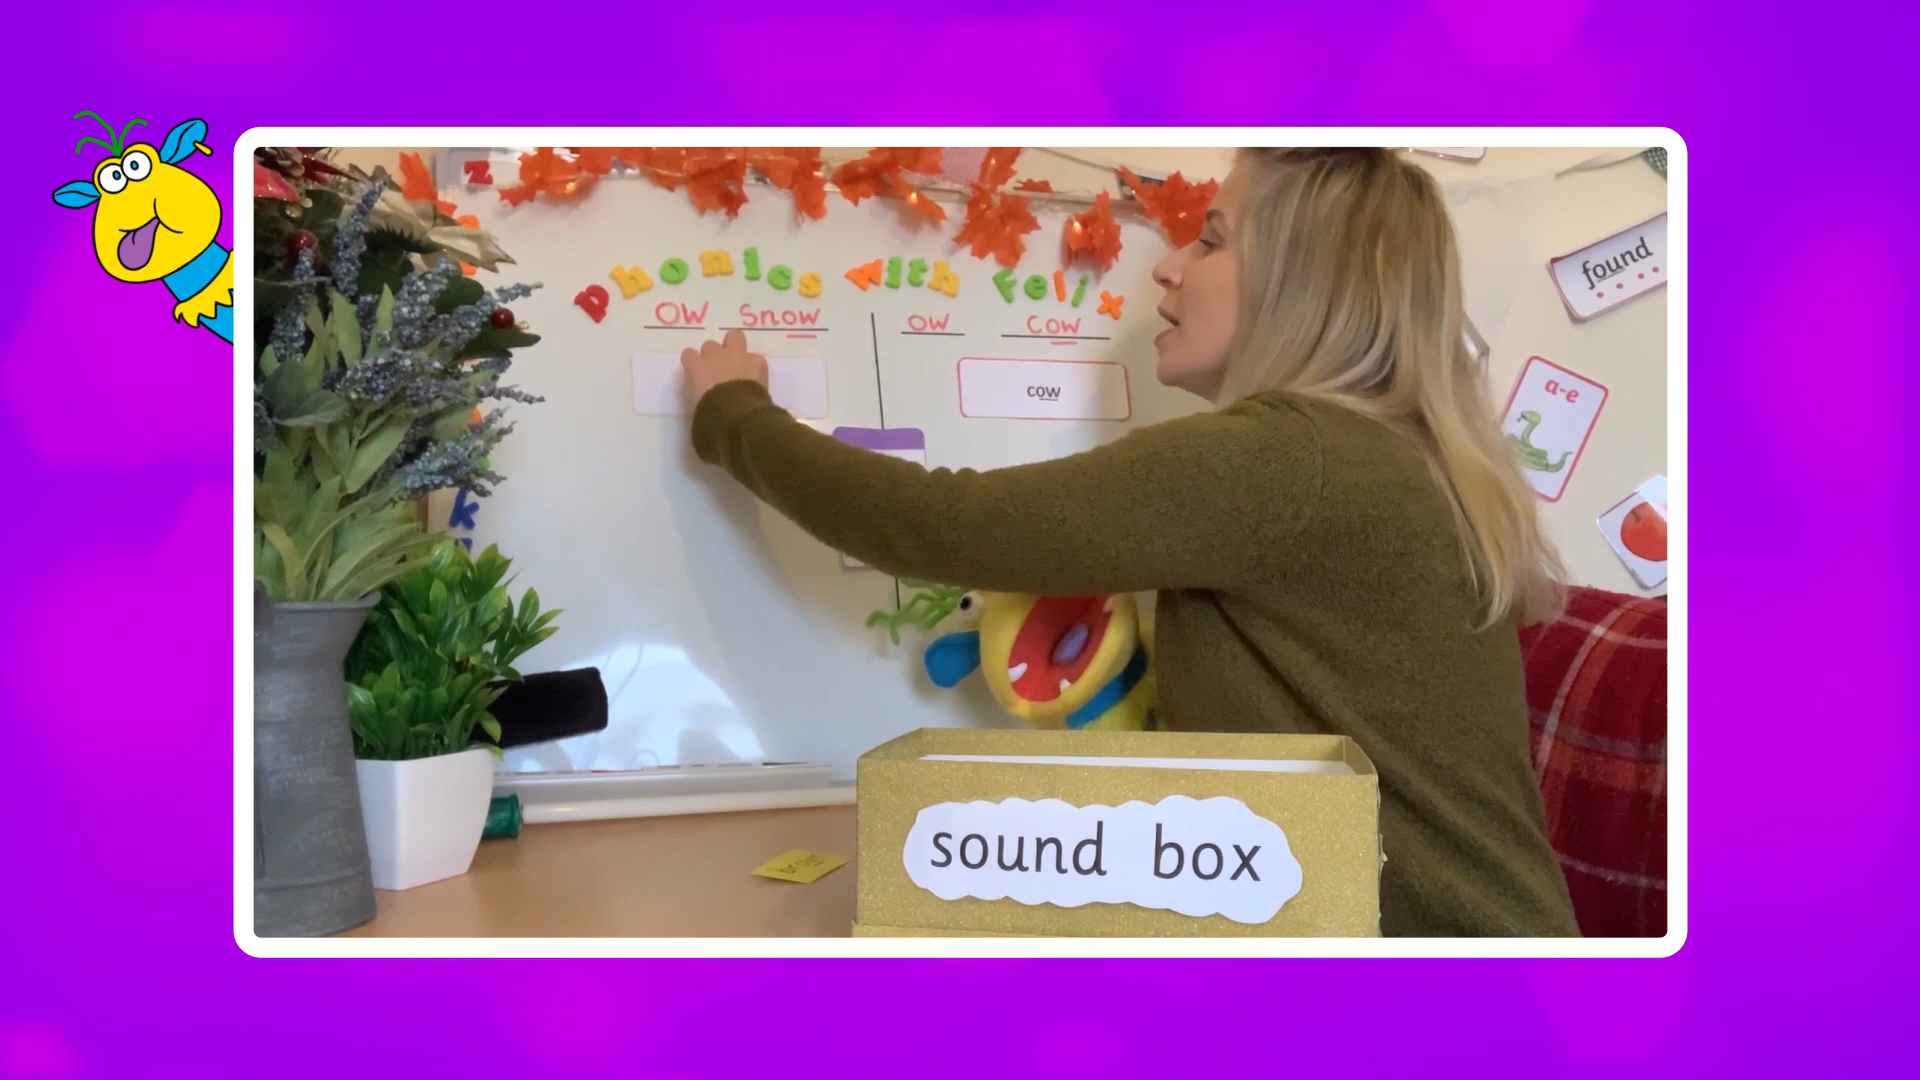 z
phonics with Felix
ow snow
ow cow
cow
found
a-e
k
sound box